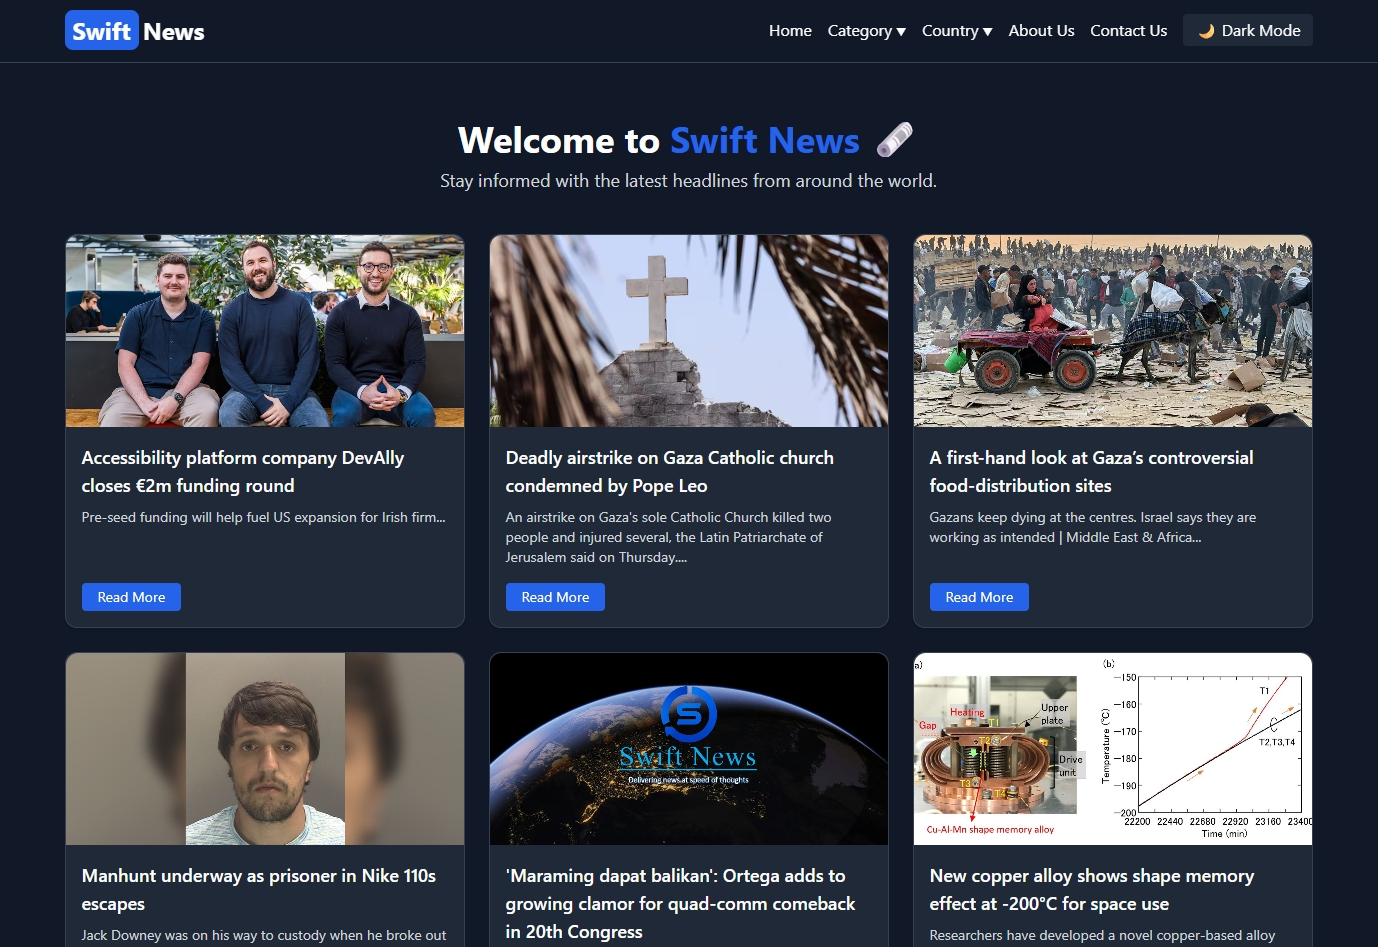 Swift News
Home Category ▼ Country ▼ About Us Contact Us 🌙 Dark Mode
Welcome to Swift News 🗞️
Stay informed with the latest headlines from around the world.
Accessibility platform company DevAlly
closes €2m funding round
Pre-seed funding will help fuel US expansion for Irish firm...
Read More
Deadly airstrike on Gaza Catholic church
condemned by Pope Leo
An airstrike on Gaza's sole Catholic Church killed two
people and injured several, the Latin Patriarchate of
Jerusalem said on Thursday....
Read More
A first-hand look at Gaza’s controversial
food-distribution sites
Gazans keep dying at the centres. Israel says they are
working as intended | Middle East & Africa...
Read More
Manhunt underway as prisoner in Nike 110s
escapes
Jack Downey was on his way to custody when he broke out
S
Swift News
Delivering news at speed of thoughts
'Maraming dapat balikan': Ortega adds to
growing clamor for quad-comm comeback
in 20th Congress
a)
Heating
Gap
T1
Upper
plate
T2
Drive
unit
T3
T4
Cu-Al-Mn shape memory alloy
(b)
Temperature (°C)
-150
-160
-170
-180
-190
-200
T1
T2,T3,T4
22200 22440 22680 22920 23160 23400
Time (min)
New copper alloy shows shape memory
effect at -200°C for space use
Researchers have developed a novel copper-based alloy